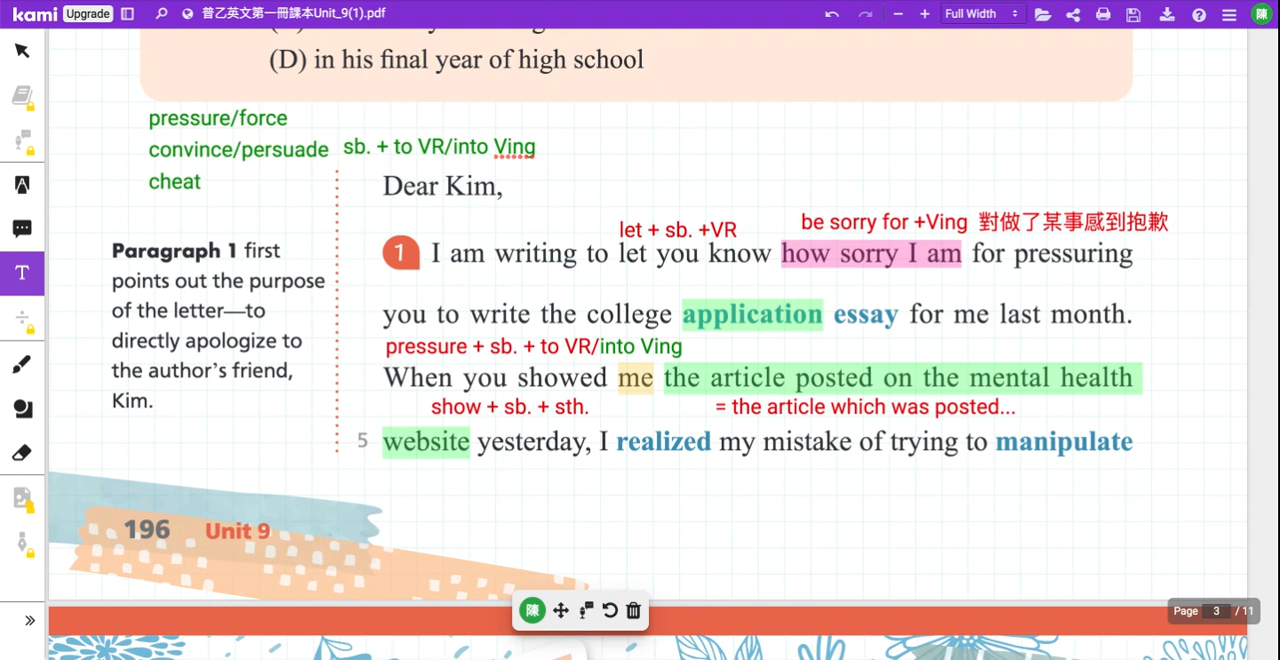 kami Upgrade 普乙英文第一冊課本Unit_9(1).pdf Full Width 陳
(D) in his final year of high school
pressure/force
convince/persuade sb. + to VR/into Ving
cheat
Dear Kim,
let + sb. +VR be sorry for +Ving 對做了某事感到抱歉
1 I am writing to let you know how sorry I am for pressuring
you to write the college application essay for me last month.
pressure + sb. + to VR/into Ving
When you showed me the article posted on the mental health
show + sb. + sth. = the article which was posted...
5 website yesterday, I realized my mistake of trying to manipulate
Paragraph 1 first
points out the purpose
of the letter—to
directly apologize to
the author's friend,
Kim.
196 Unit 9
陳
Page 3 / 11